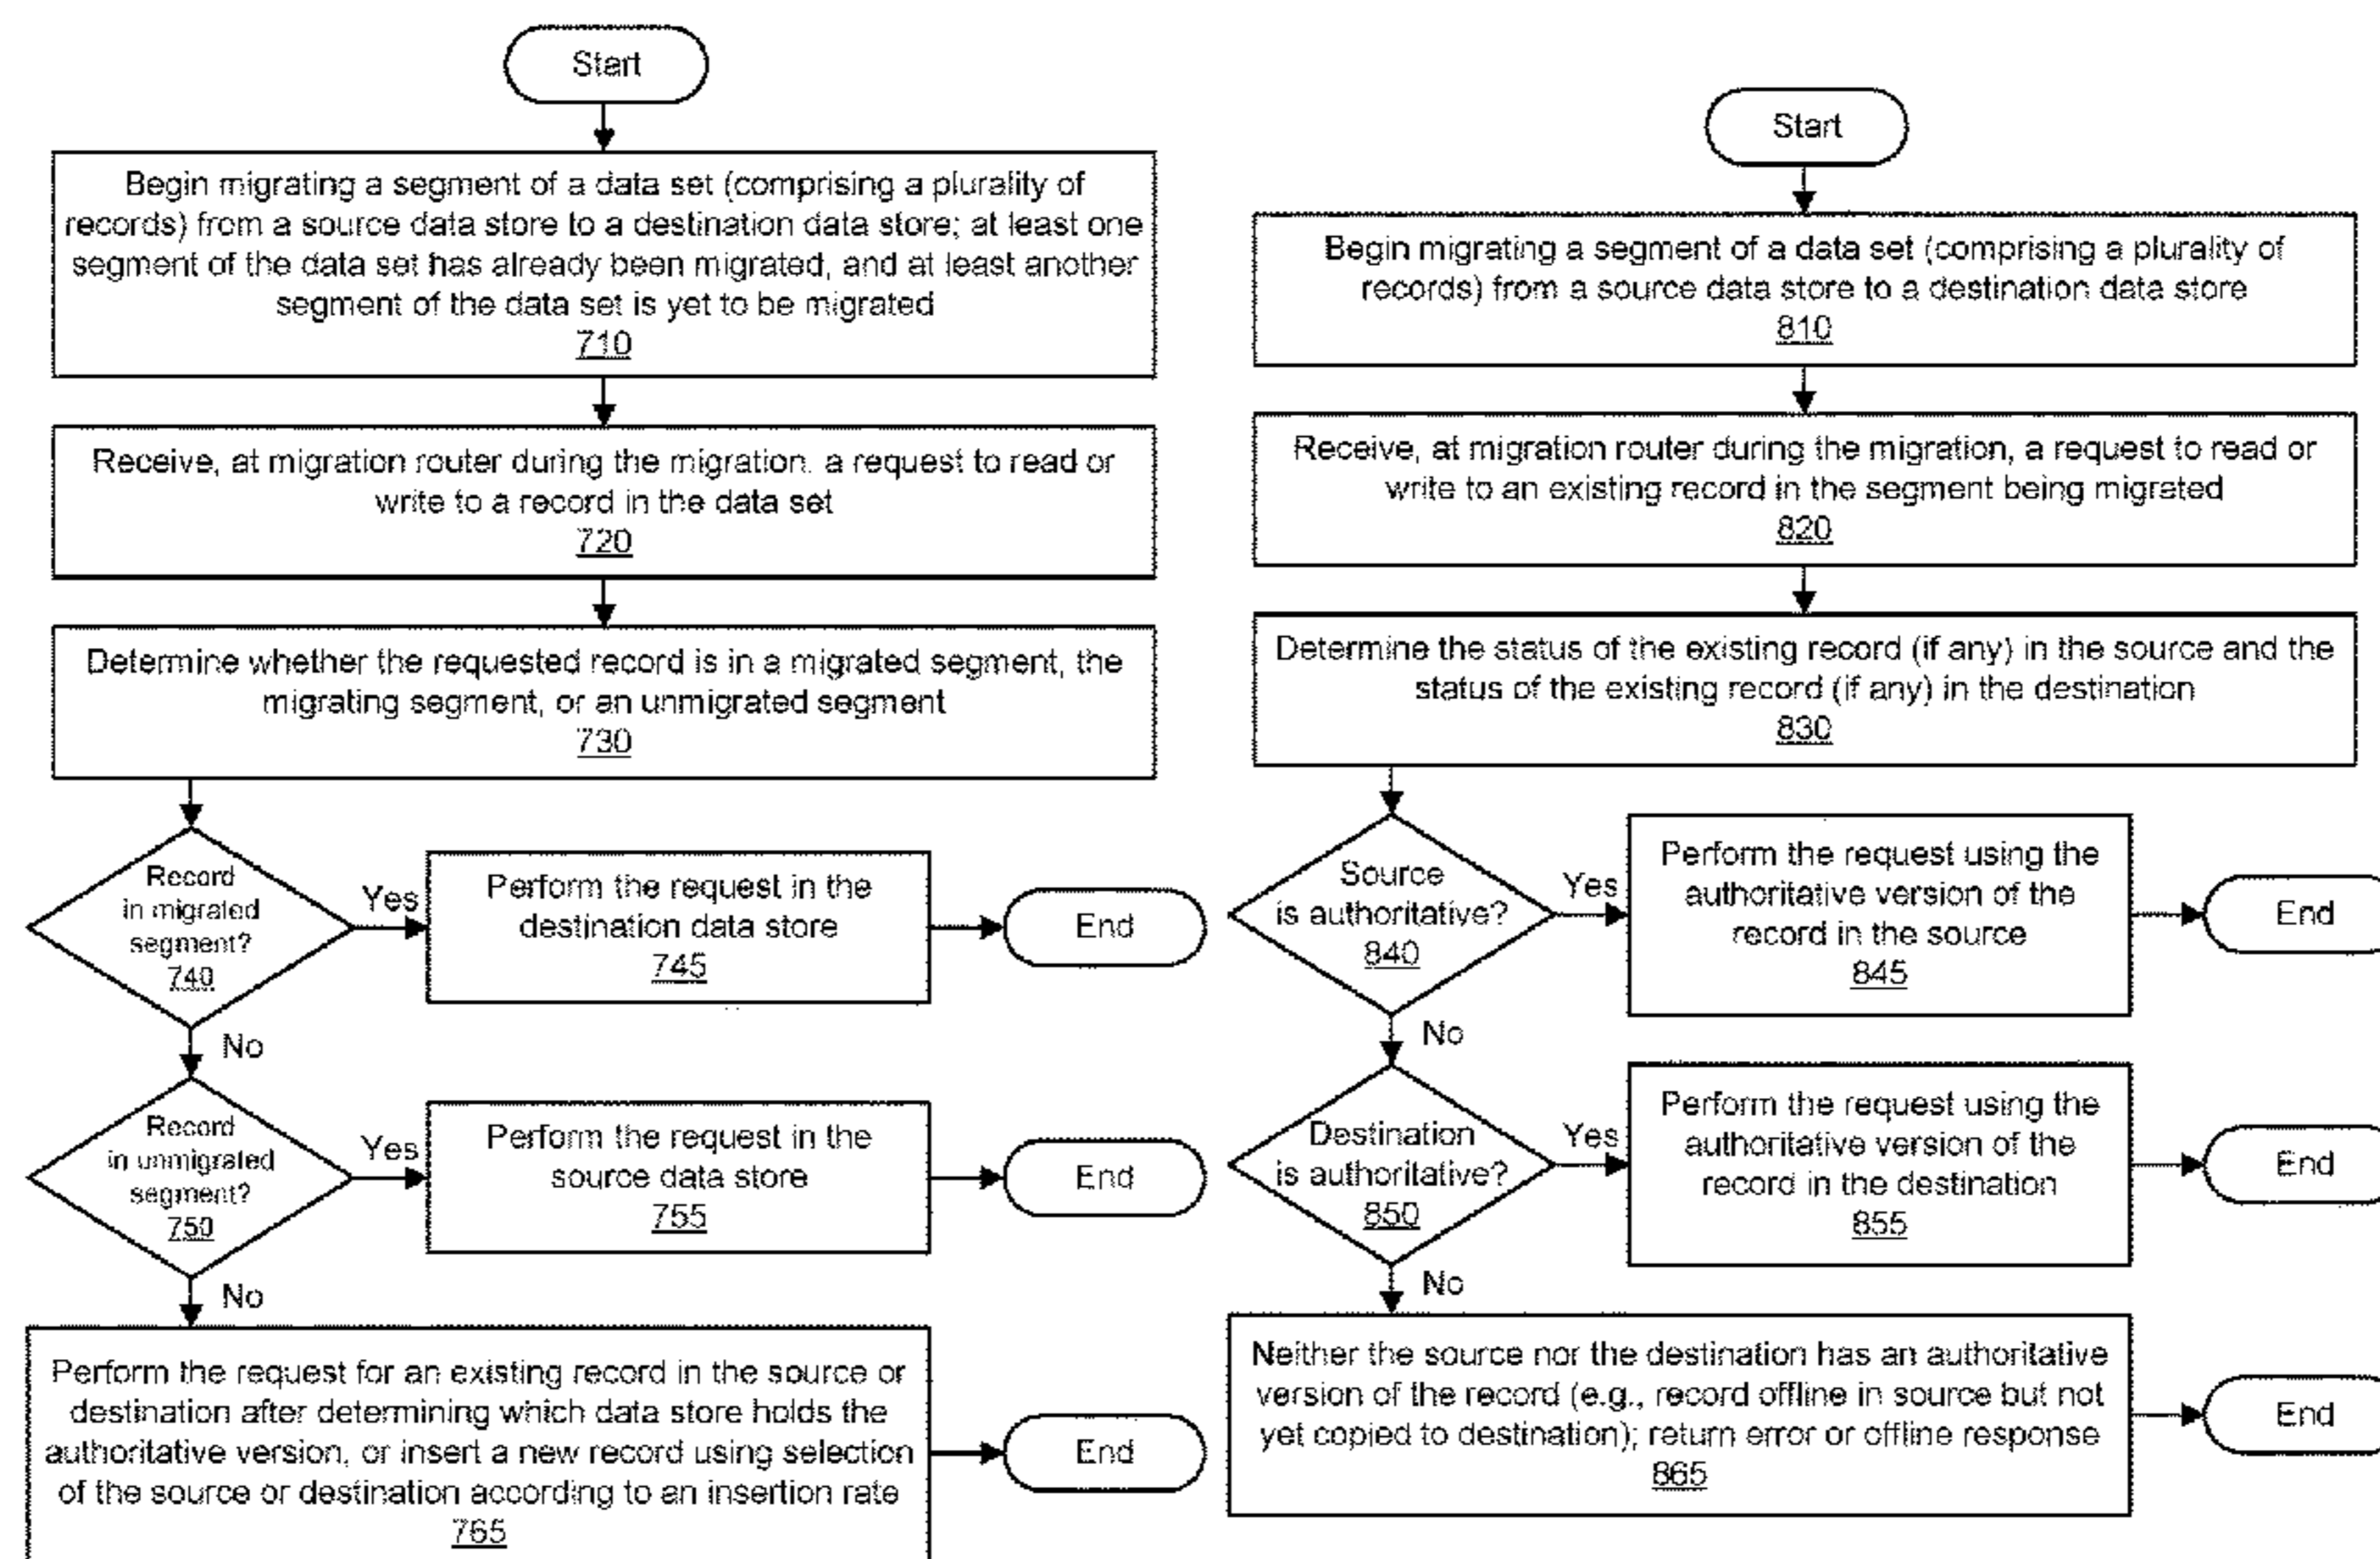 Start
Begin migrating a segment of a data set (comprising a plurality of
records) from a source data store to a destination data store; at least one
segment of the data set has already been migrated, and at least another
segment of the data set is yet to be migrated
710
Receive, at migration router during the migration, a request to read or
write to a record in the data set
720
Determine whether the requested record is in a migrated segment, the
migrating segment, or an unmigrated segment
730
Record
in migrated
segment?
740
Yes
Perform the request in the
destination data store
745
End
No
Record
in unmigrated
segment?
750
Yes
Perform the request in the
source data store
755
End
No
Perform the request for an existing record in the source or
destination after determining which data store holds the
authoritative version, or insert a new record using selection
of the source or destination according to an insertion rate
765
End
Start
Begin migrating a segment of a data set (comprising a plurality of
records) from a source data store to a destination data store
810
Receive, at migration router during the migration, a request to read or
write to an existing record in the segment being migrated
820
Determine the status of the existing record (if any) in the source and the
status of the existing record (if any) in the destination
830
Source
is authoritative?
840
Yes
Perform the request using the
authoritative version of the
record in the source
845
End
No
Destination
is authoritative?
850
Yes
Perform the request using the
authoritative version of the
record in the destination
855
End
No
Neither the source nor the destination has an authoritative
version of the record (e.g., record offline in source but not
yet copied to destination); return error or offline response
865
End